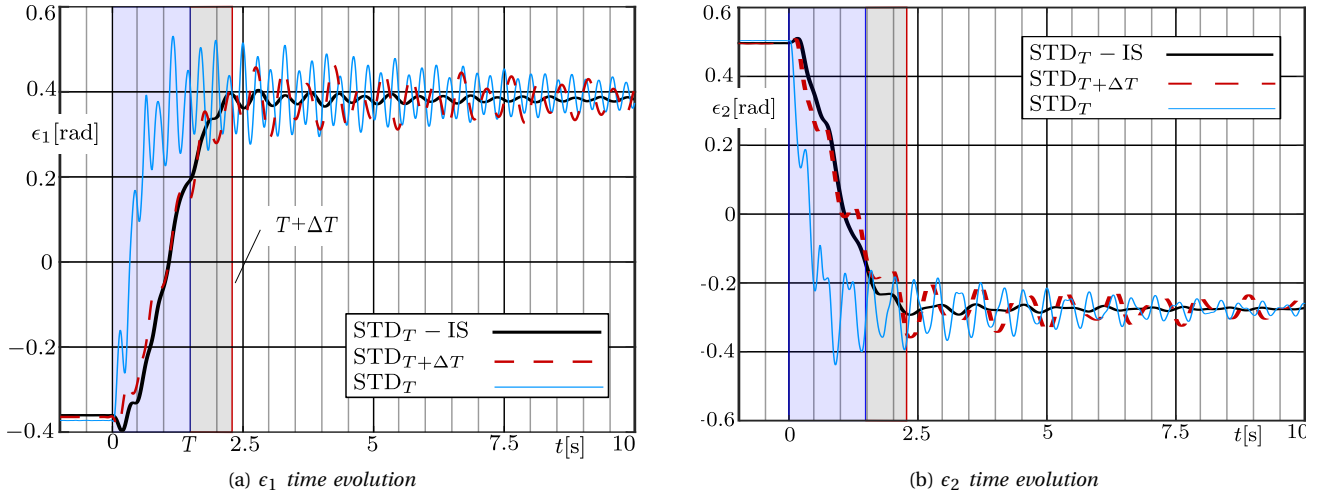 0.6
0.4
ϵ₁[rad]
0.2
0
−0.2
−0.4
T+ΔT
STD_T − IS
STD_{T+ΔT}
STD_T
0
T
2.5
5
7.5
t[s]
10
(a) ϵ₁ time evolution
0.6
0.4
ϵ₂[rad]
0.2
0
-0.2
-0.4
-0.6
STD_T − IS
STD_{T+ΔT}
STD_T
0
2.5
5
7.5
t[s]
10
(b) ϵ₂ time evolution